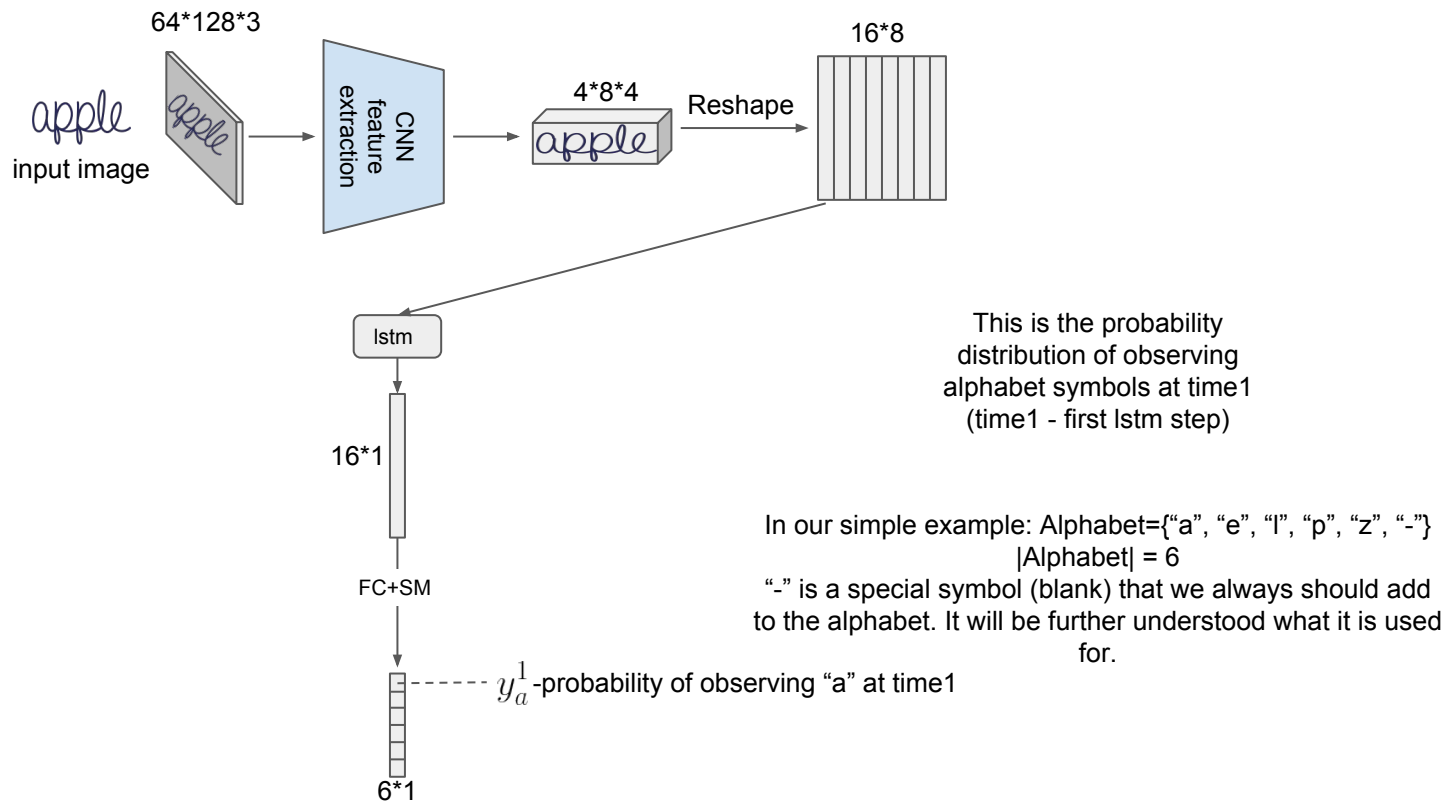 64*128*3
apple
input image
apple
CNN
feature
extraction
4*8*4
apple
Reshape
16*8
lstm
16*1
FC+SM
This is the probability
distribution of observing
alphabet symbols at time1
(time1 - first lstm step)
In our simple example: Alphabet={“a”, “e”, “l”, “p”, “z”, “-”}
|Alphabet| = 6
“-” is a special symbol (blank) that we always should add
to the alphabet. It will be further understood what it is used
for.
y_a^1-probability of observing “a” at time1
6*1